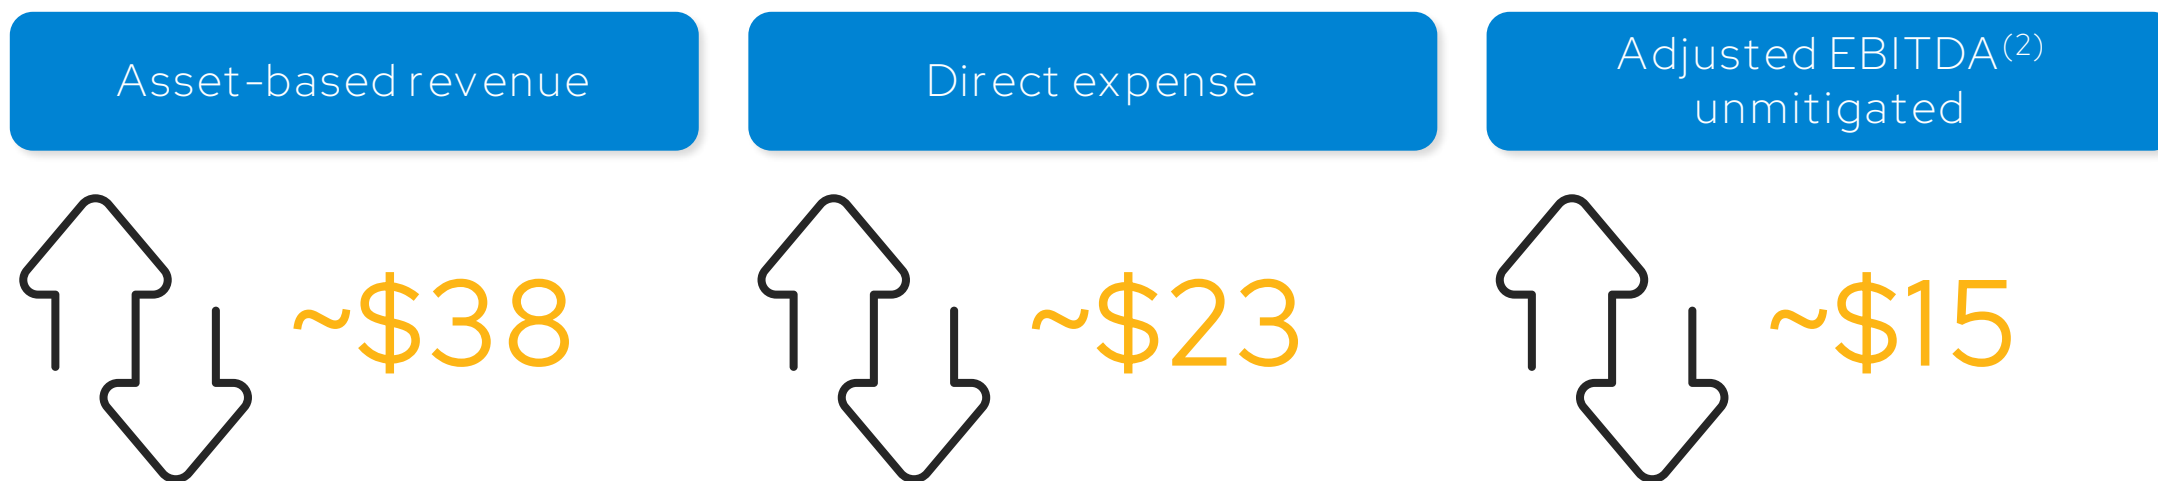 Asset-based revenue
Direct expense
Adjusted EBITDA(2)
unmitigated
~$38
~$23
~$15